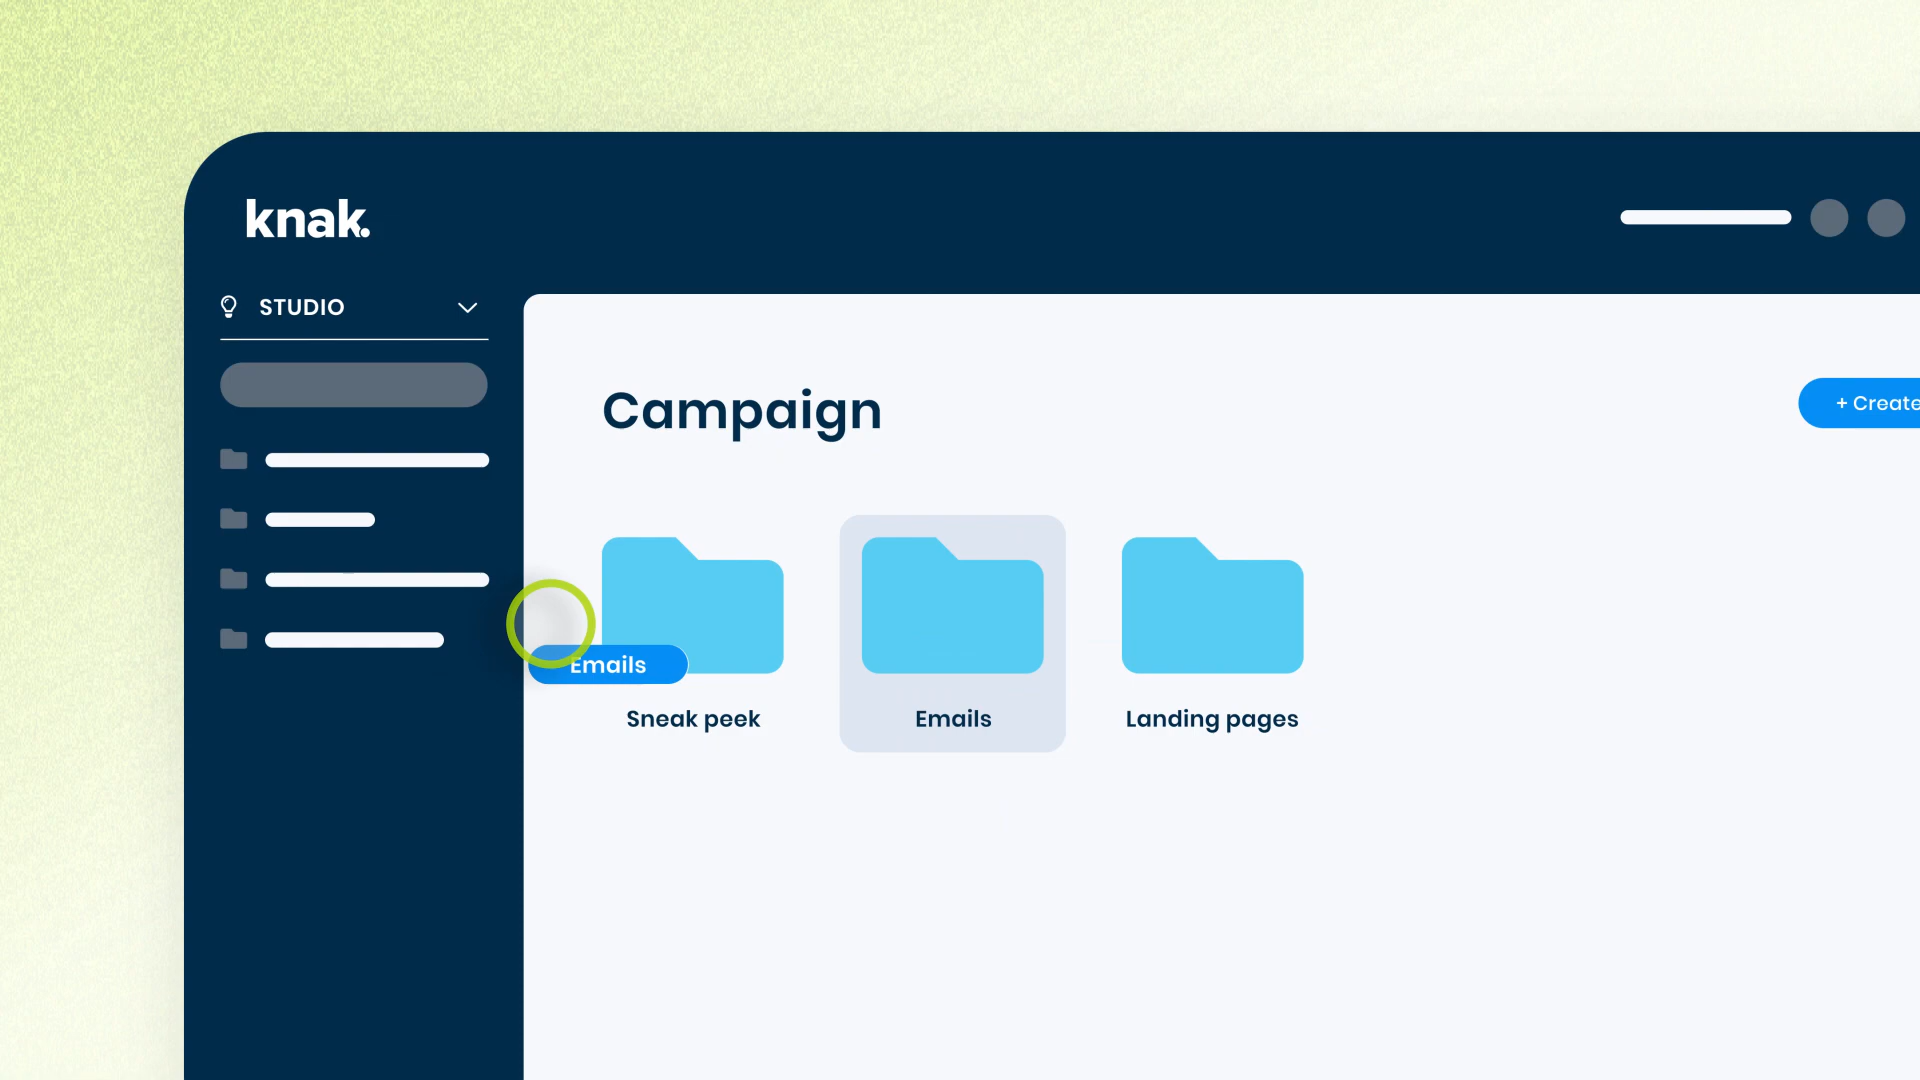 knak.
STUDIO
Campaign
+ Create
Emails
Sneak peek
Emails
Landing pages